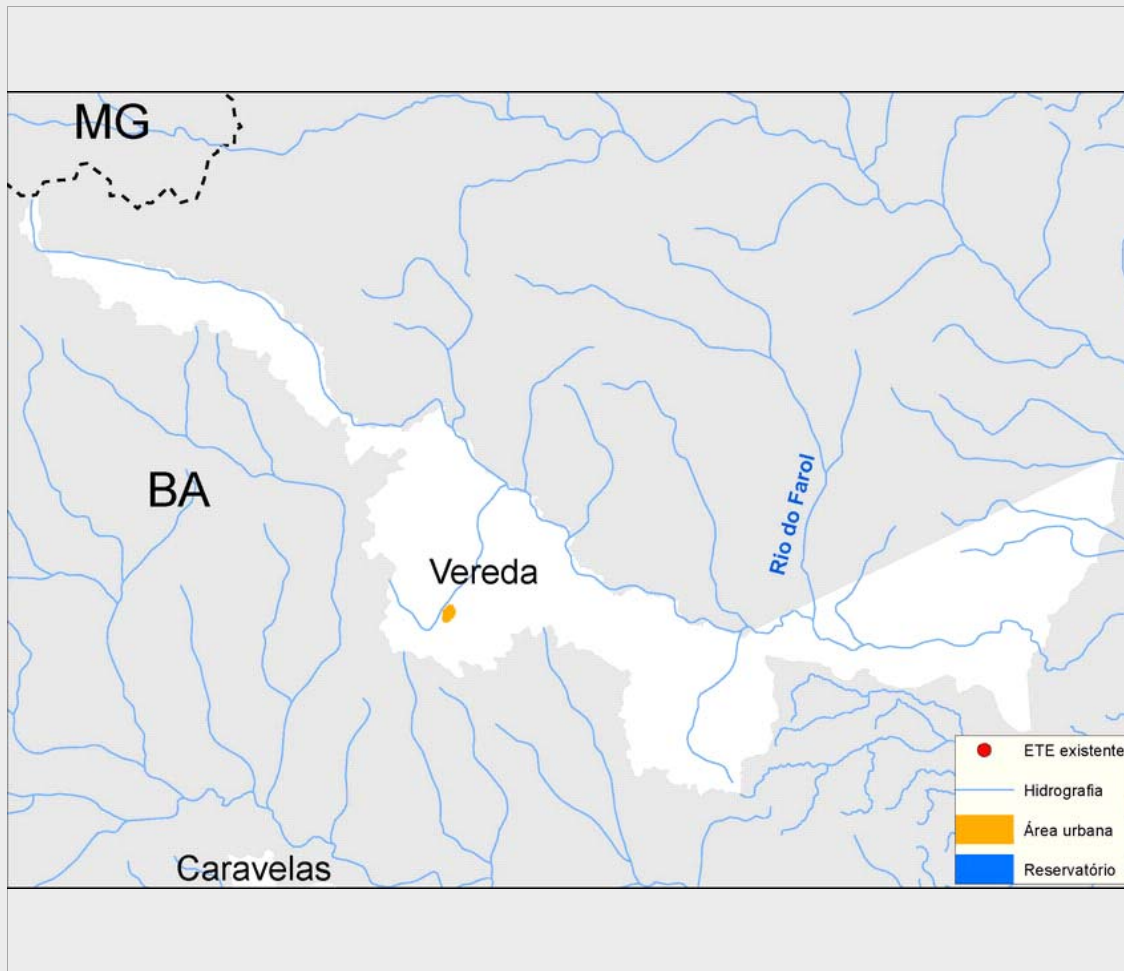 MG
BA
Rio do Farol
Vereda
Caravelas
ETE existente
Hidrografia
Área urbana
Reservatório